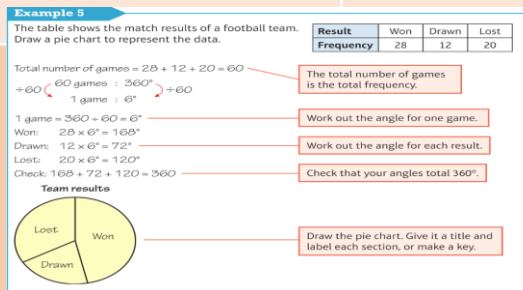 Example 5
The table shows the match results of a football team.
Draw a pie chart to represent the data.
Result Won Drawn Lost
Frequency 28 12 20
Total number of games = 28 + 12 + 20 = 60
The total number of games
is the total frequency.
÷60 60 games : 360° ÷60
1 game : 6°
1 game = 360 ÷ 60 = 6°
Work out the angle for one game.
Won: 28 x 6° = 168°
Drawn: 12 x 6° = 72°
Work out the angle for each result.
Lost: 20 x 6° = 120°
Check: 168 + 72 + 120 = 360
Check that your angles total 360°.
Team results
Lost
Won
Drawn
Draw the pie chart. Give it a title and
label each section, or make a key.